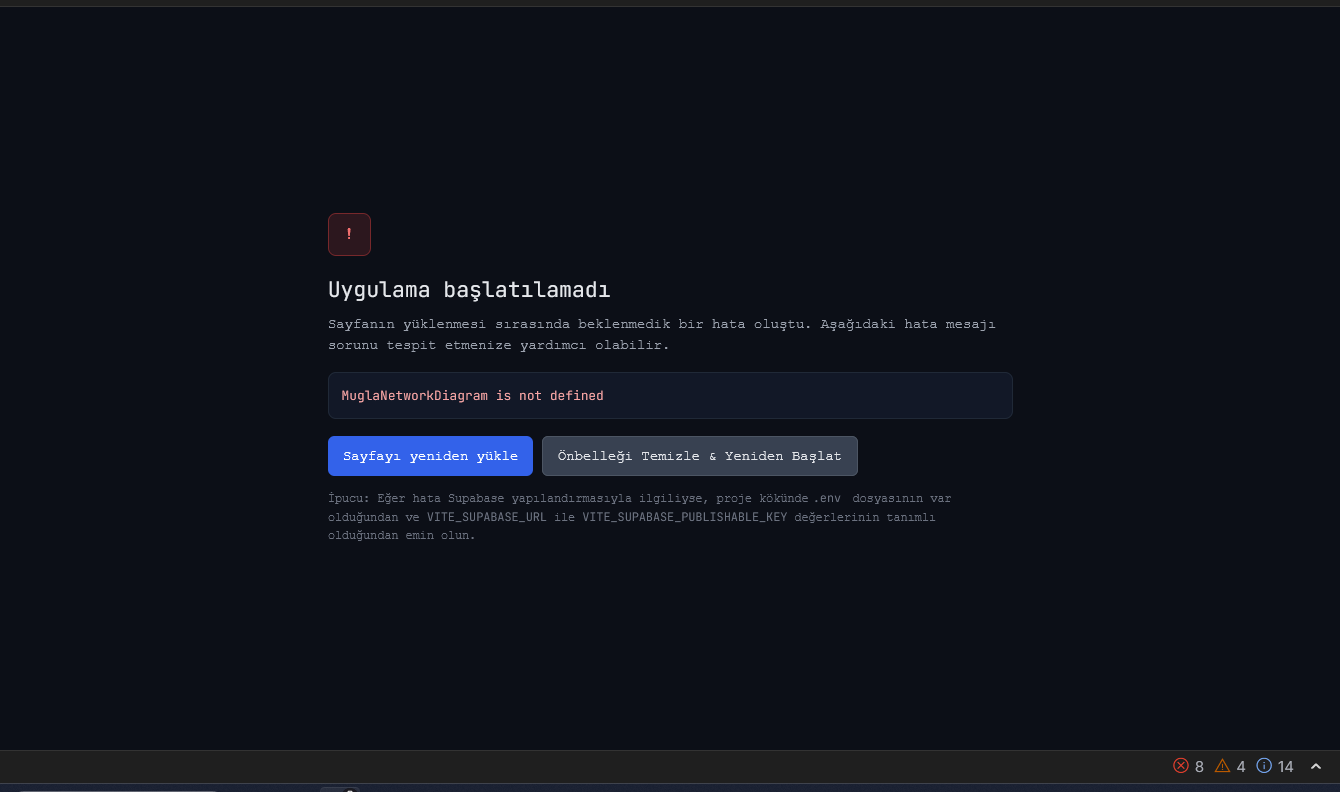 !
Uygulama başlatılamadı
Sayfanın yüklenmesi sırasında beklenmedik bir hata oluştu. Aşağıdaki hata mesajı
sorunu tespit etmenize yardımcı olabilir.
MuglaNetworkDiagram is not defined
Sayfayı yeniden yükle
Önbelleği Temizle & Yeniden Başlat
İpucu: Eğer hata Supabase yapılandırmasıyla ilgiliyse, proje kökünde .env dosyasının var
olduğundan ve VITE_SUPABASE_URL ile VITE_SUPABASE_PUBLISHABLE_KEY değerlerinin tanımlı
olduğundan emin olun.
8 4 14